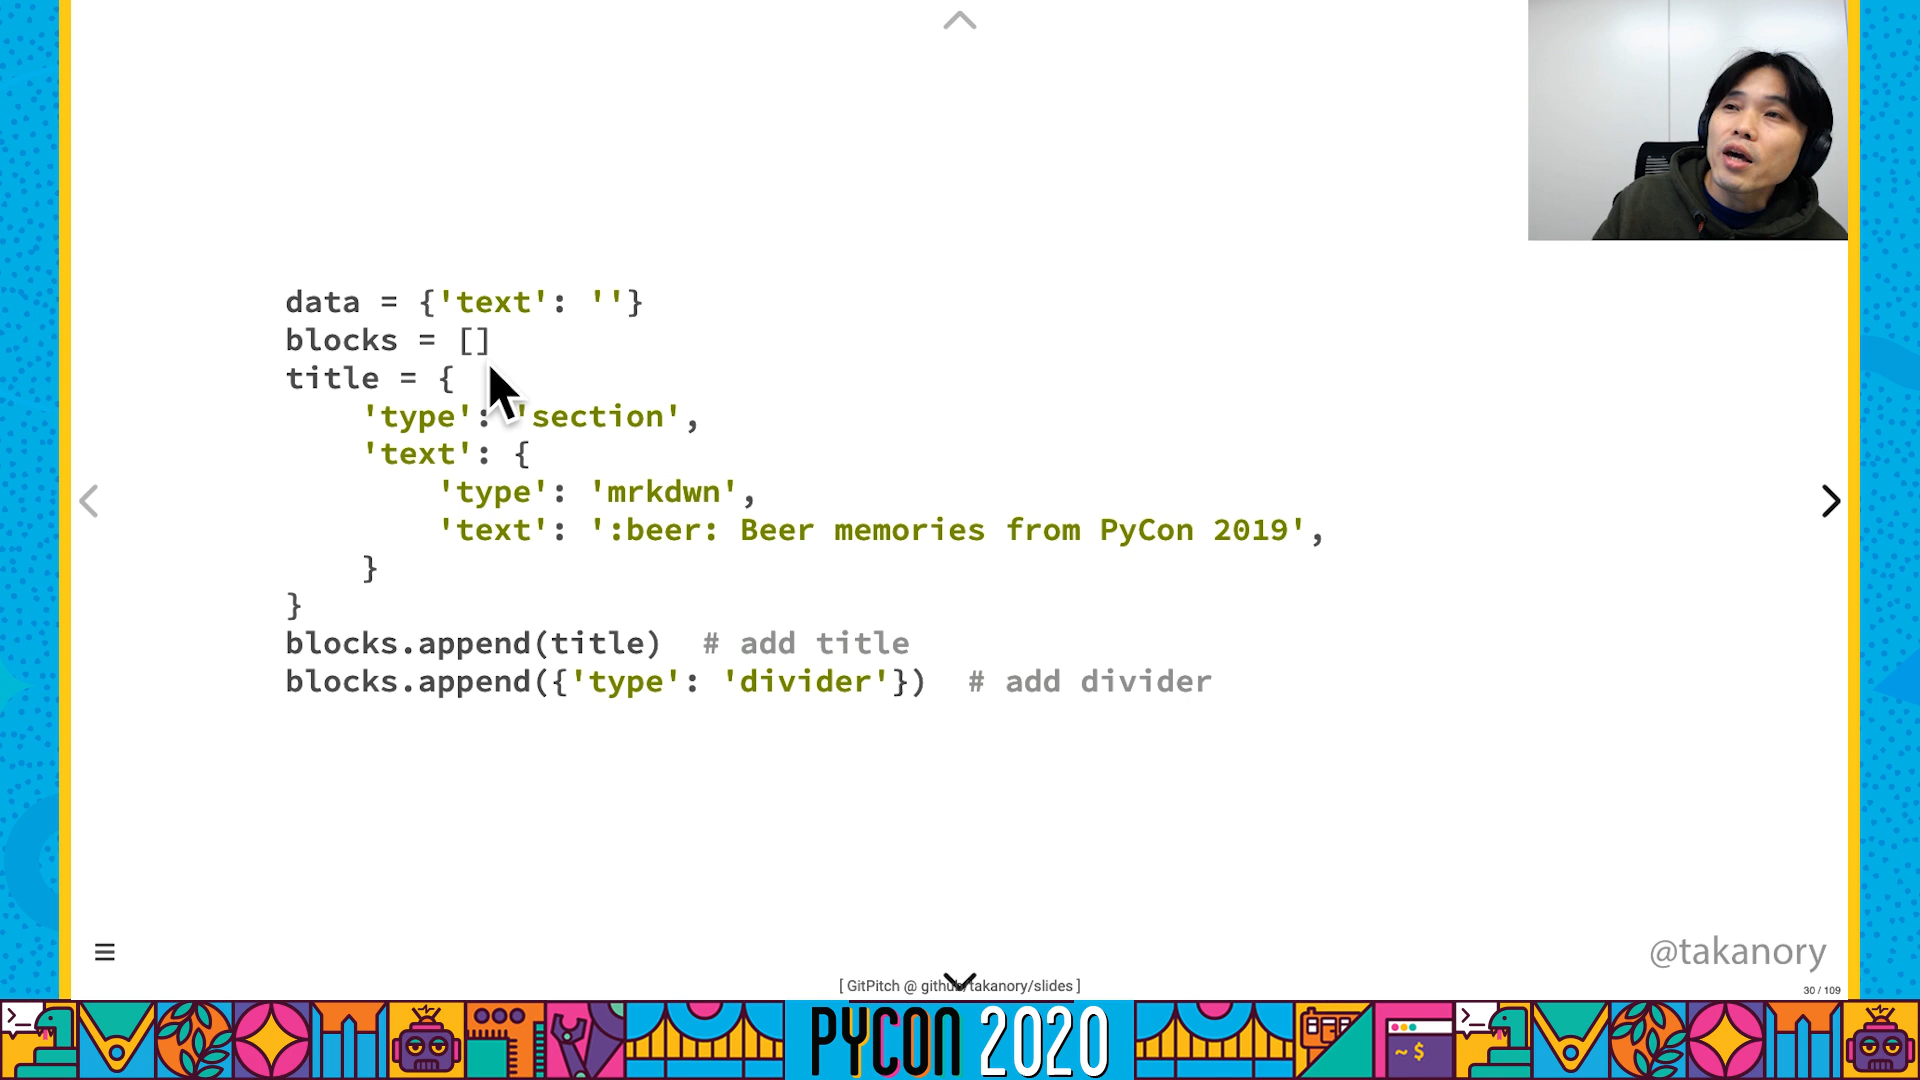 data = {'text': ''}
blocks = []
title = {
    'type': 'section',
    'text': {
        'type': 'mrkdwn',
        'text': ':beer: Beer memories from PyCon 2019',
    }
}
blocks.append(title)  # add title
blocks.append({'type': 'divider'})  # add divider
@takanory
[ GitPitch @ github/takanory/slides ]
30 / 109
PYCON 2020
~ $